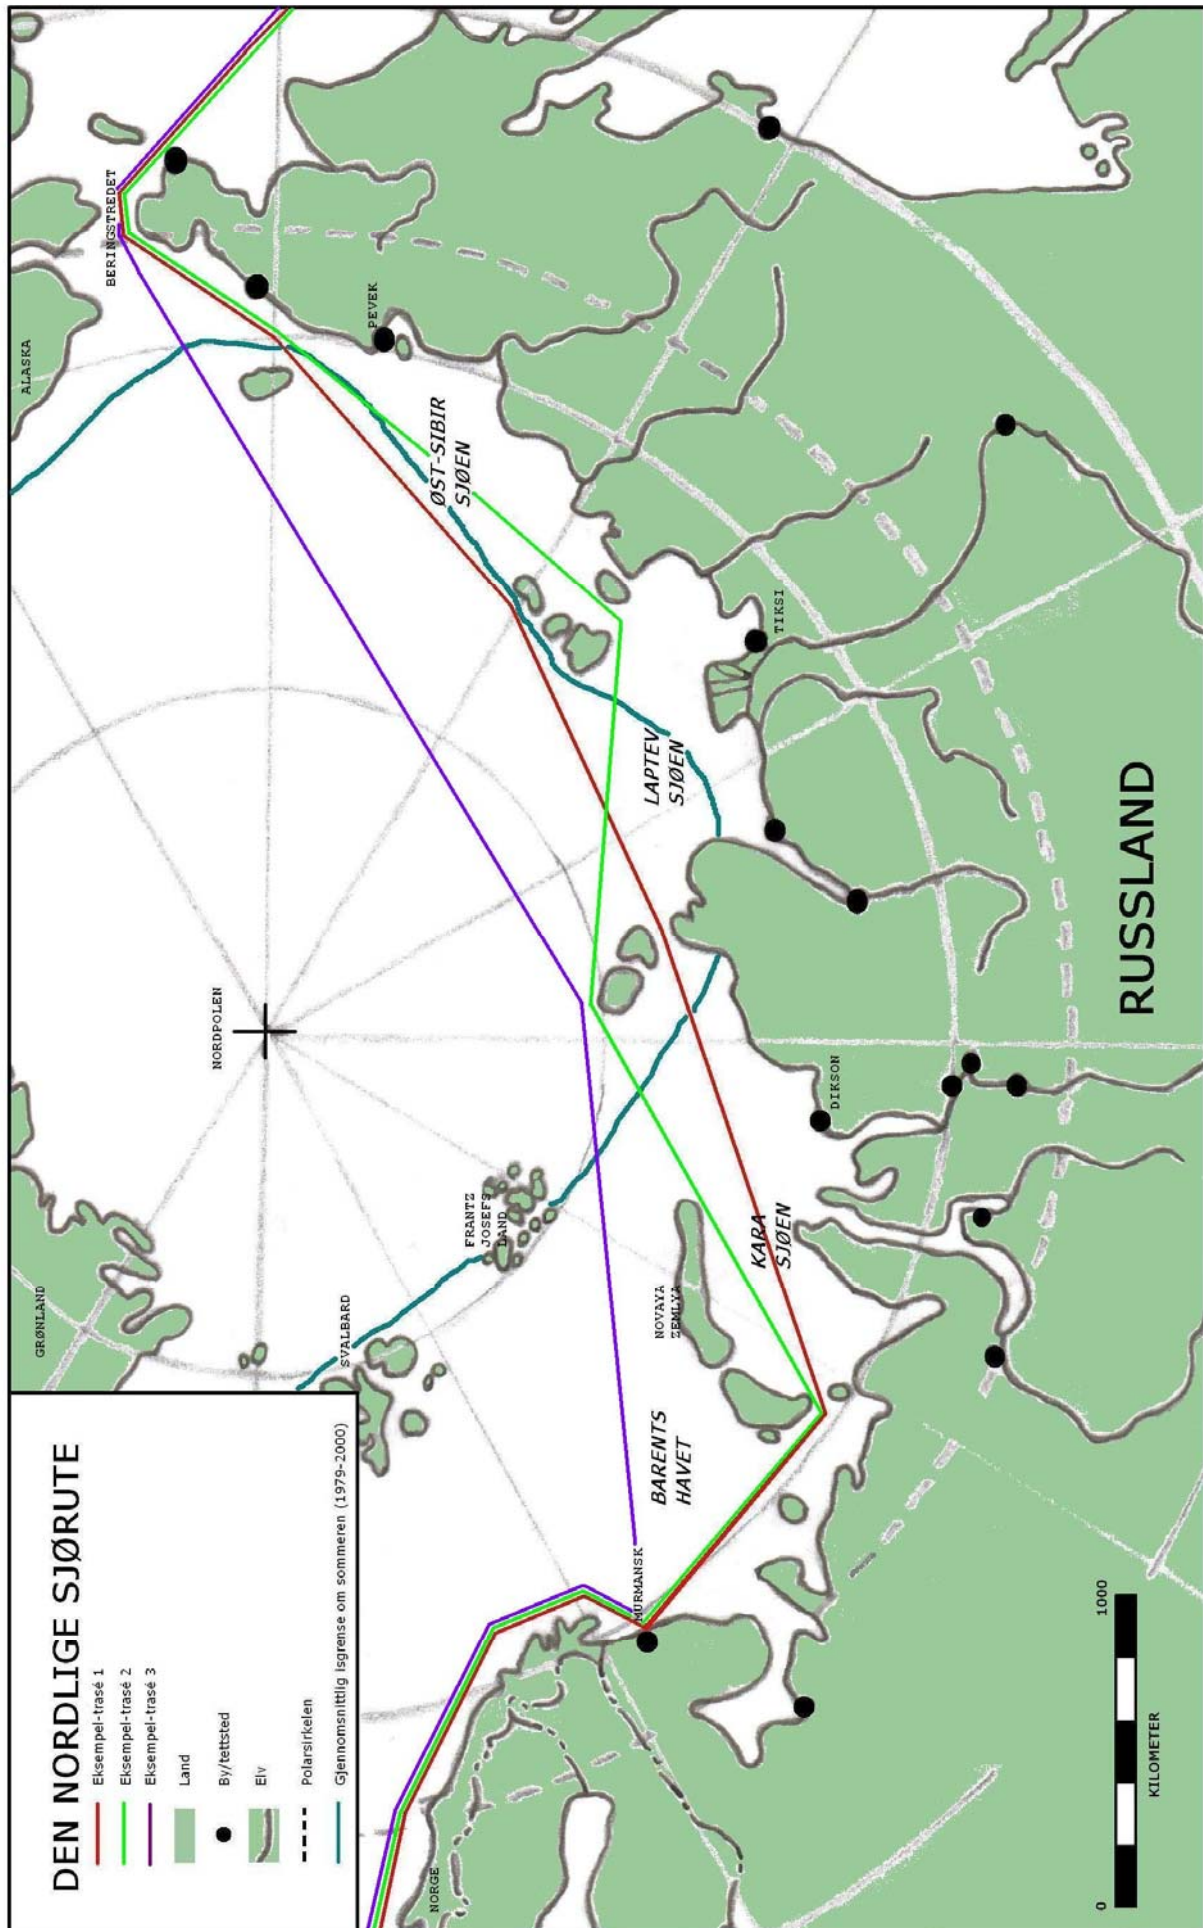 DEN NORDLIGE SJØRUTE
Eksempel-trasé 1
Eksempel-trasé 2
Eksempel-trasé 3
Land
By/tettsted
Elv
Polarsirkelen
Gjennomsnittlig isgrense om sommeren (1979-2000)
GRØNLAND
NORDPOLEN
ALASKA
BERINGSTREDET
SVALBARD
FRANTZ
JOSEFS
LAND
PEVEK
ØST-SIBIR
SJØEN
NORGE
MURMANSK
BARENTS
HAVET
NOVAYA
ZEMLYA
KARA
SJØEN
LAPTEV
SJØEN
DIKSON
TIKSI
RUSSLAND
0
1000
KILOMETER